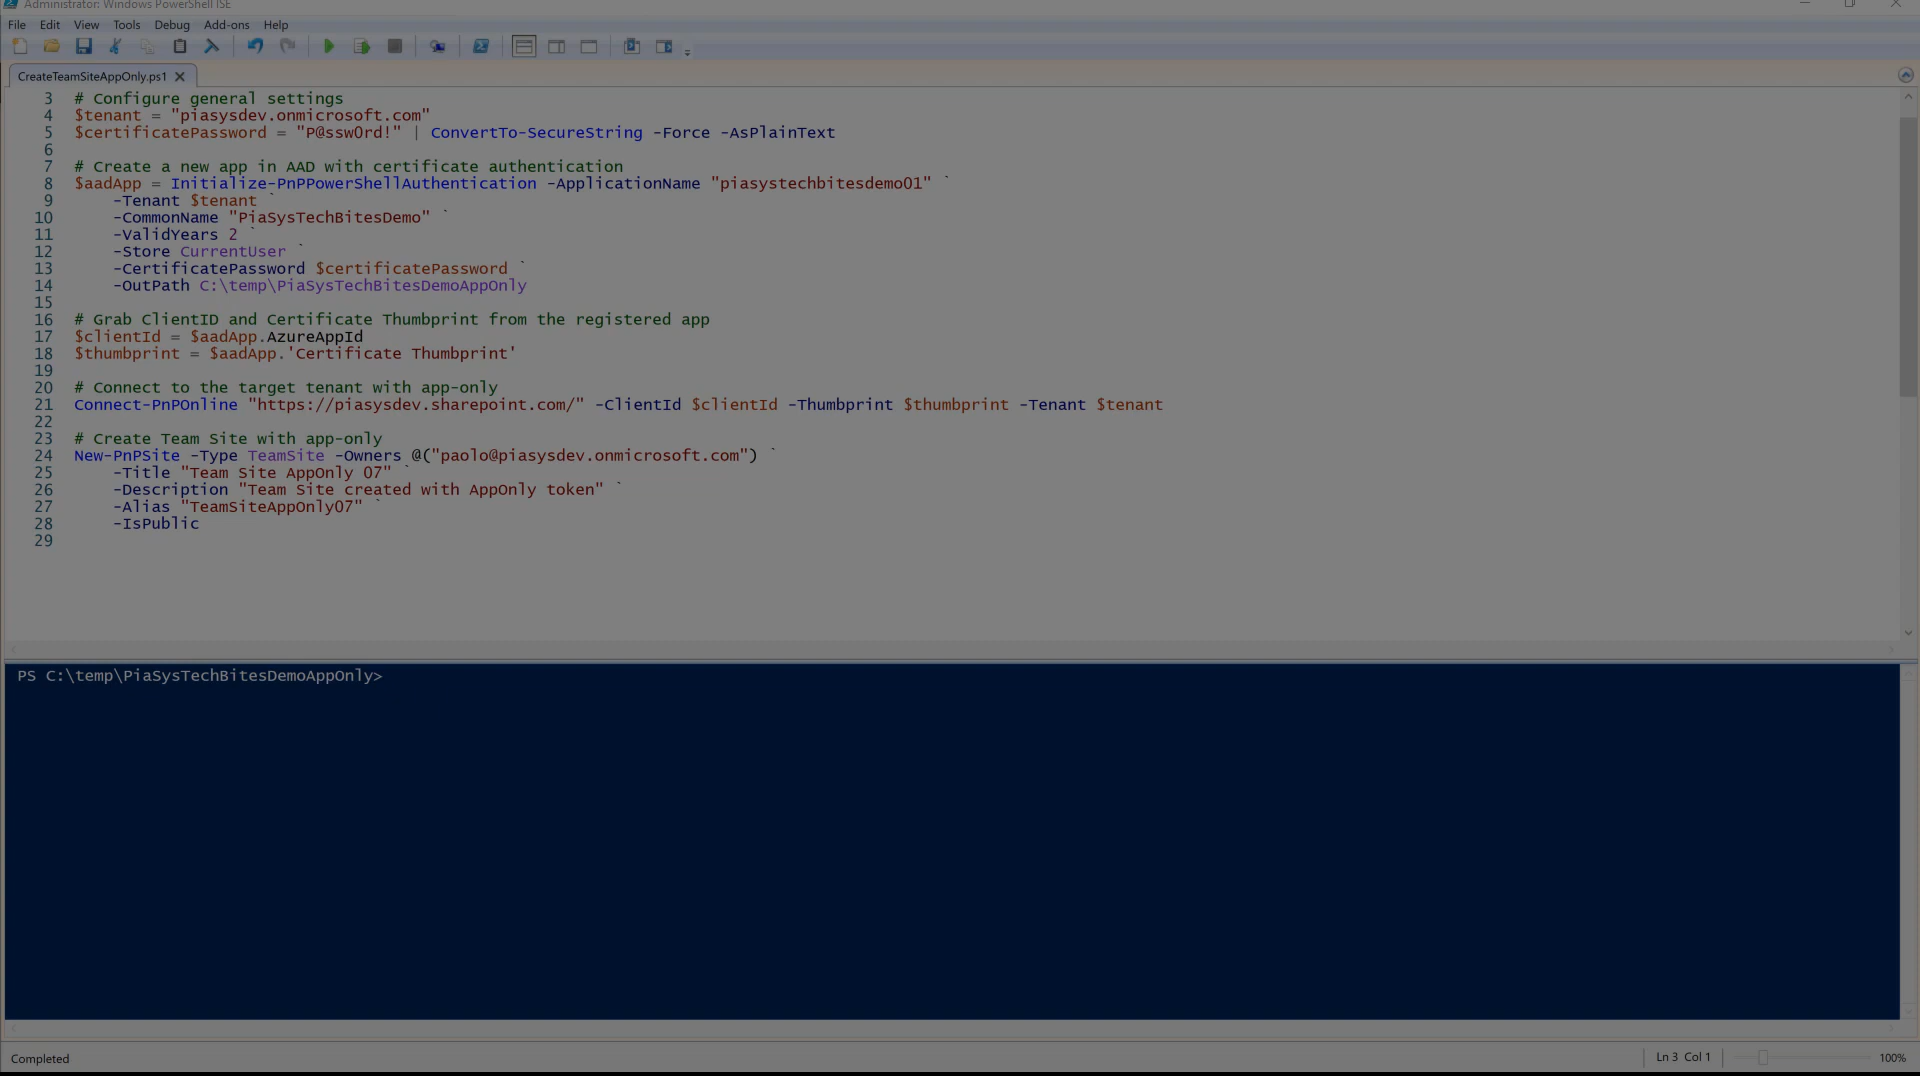 Administrator: Windows PowerShell ISE
File Edit View Tools Debug Add-ons Help
CreateTeamSiteAppOnly.ps1
3 # Configure general settings
4 $tenant = "piasysdev.onmicrosoft.com"
5 $certificatePassword = "P@ssw0rd!" | ConvertTo-SecureString -Force -AsPlainText
6
7 # Create a new app in AAD with certificate authentication
8 $aadApp = Initialize-PnPPowerShellAuthentication -ApplicationName "piasystechbitesdemo01" `
9 -Tenant $tenant `
10 -CommonName "PiaSysTechBitesDemo" `
11 -ValidYears 2 `
12 -Store CurrentUser `
13 -CertificatePassword $certificatePassword `
14 -OutPath C:\temp\PiaSysTechBitesDemoAppOnly
15
16 # Grab ClientID and Certificate Thumbprint from the registered app
17 $clientId = $aadApp.AzureAppId
18 $thumbprint = $aadApp.'Certificate Thumbprint'
19
20 # Connect to the target tenant with app-only
21 Connect-PnPOnline "https://piasysdev.sharepoint.com/" -ClientId $clientId -Thumbprint $thumbprint -Tenant $tenant
22
23 # Create Team Site with app-only
24 New-PnPSite -Type TeamSite -Owners @("paolo@piasysdev.onmicrosoft.com") `
25 -Title "Team Site AppOnly 07" `
26 -Description "Team Site created with AppOnly token" `
27 -Alias "TeamSiteAppOnly07" `
28 -IsPublic
29
PS C:\temp\PiaSysTechBitesDemoAppOnly>
Completed
Ln 3 Col 1
100%